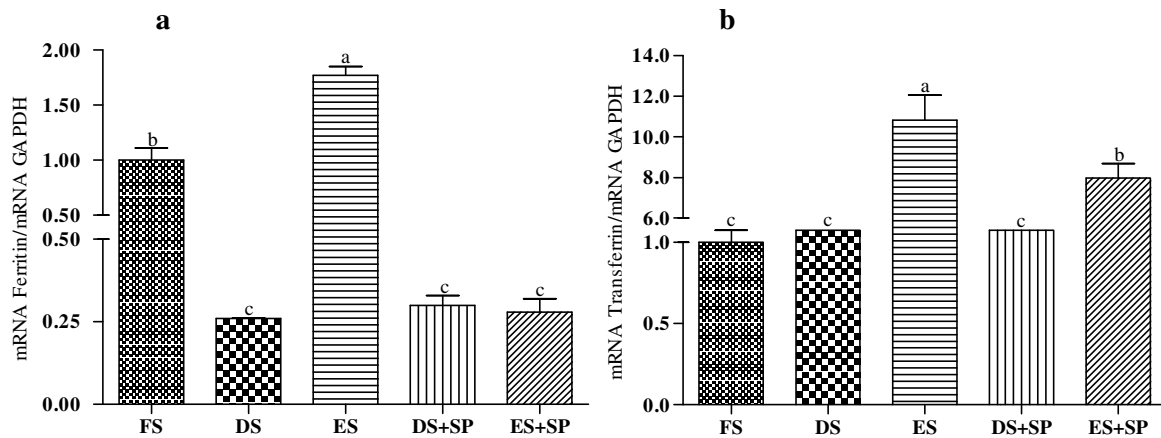 a
mRNA Ferritin/mRNA GAPDH
2.00
1.50
1.00
0.50
0.50
0.25
0.00
b
c
a
c
c
FS DS ES DS+SP ES+SP
b
mRNA Transferrin/mRNA GAPDH
14.0
12.0
10.0
8.0
6.0
1.0
0.5
0.0
c
c
a
c
b
FS DS ES DS+SP ES+SP